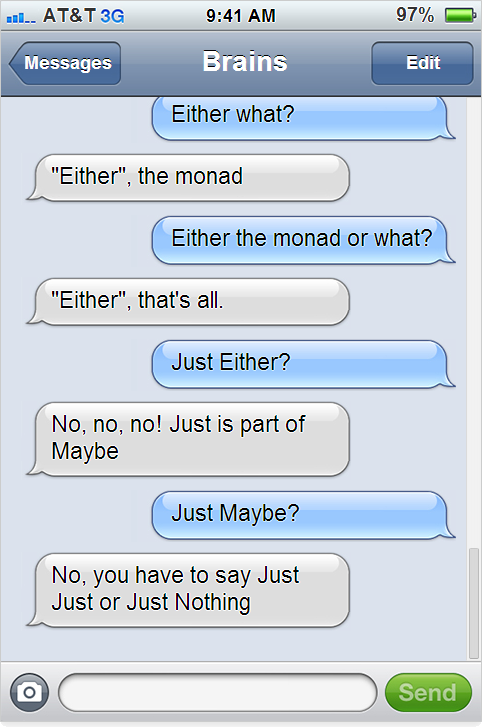 AT&T 3G 9:41 AM 97%
Messages Brains Edit
Either what?
"Either", the monad
Either the monad or what?
"Either", that's all.
Just Either?
No, no, no! Just is part of
Maybe
Just Maybe?
No, you have to say Just
Just or Just Nothing
Send